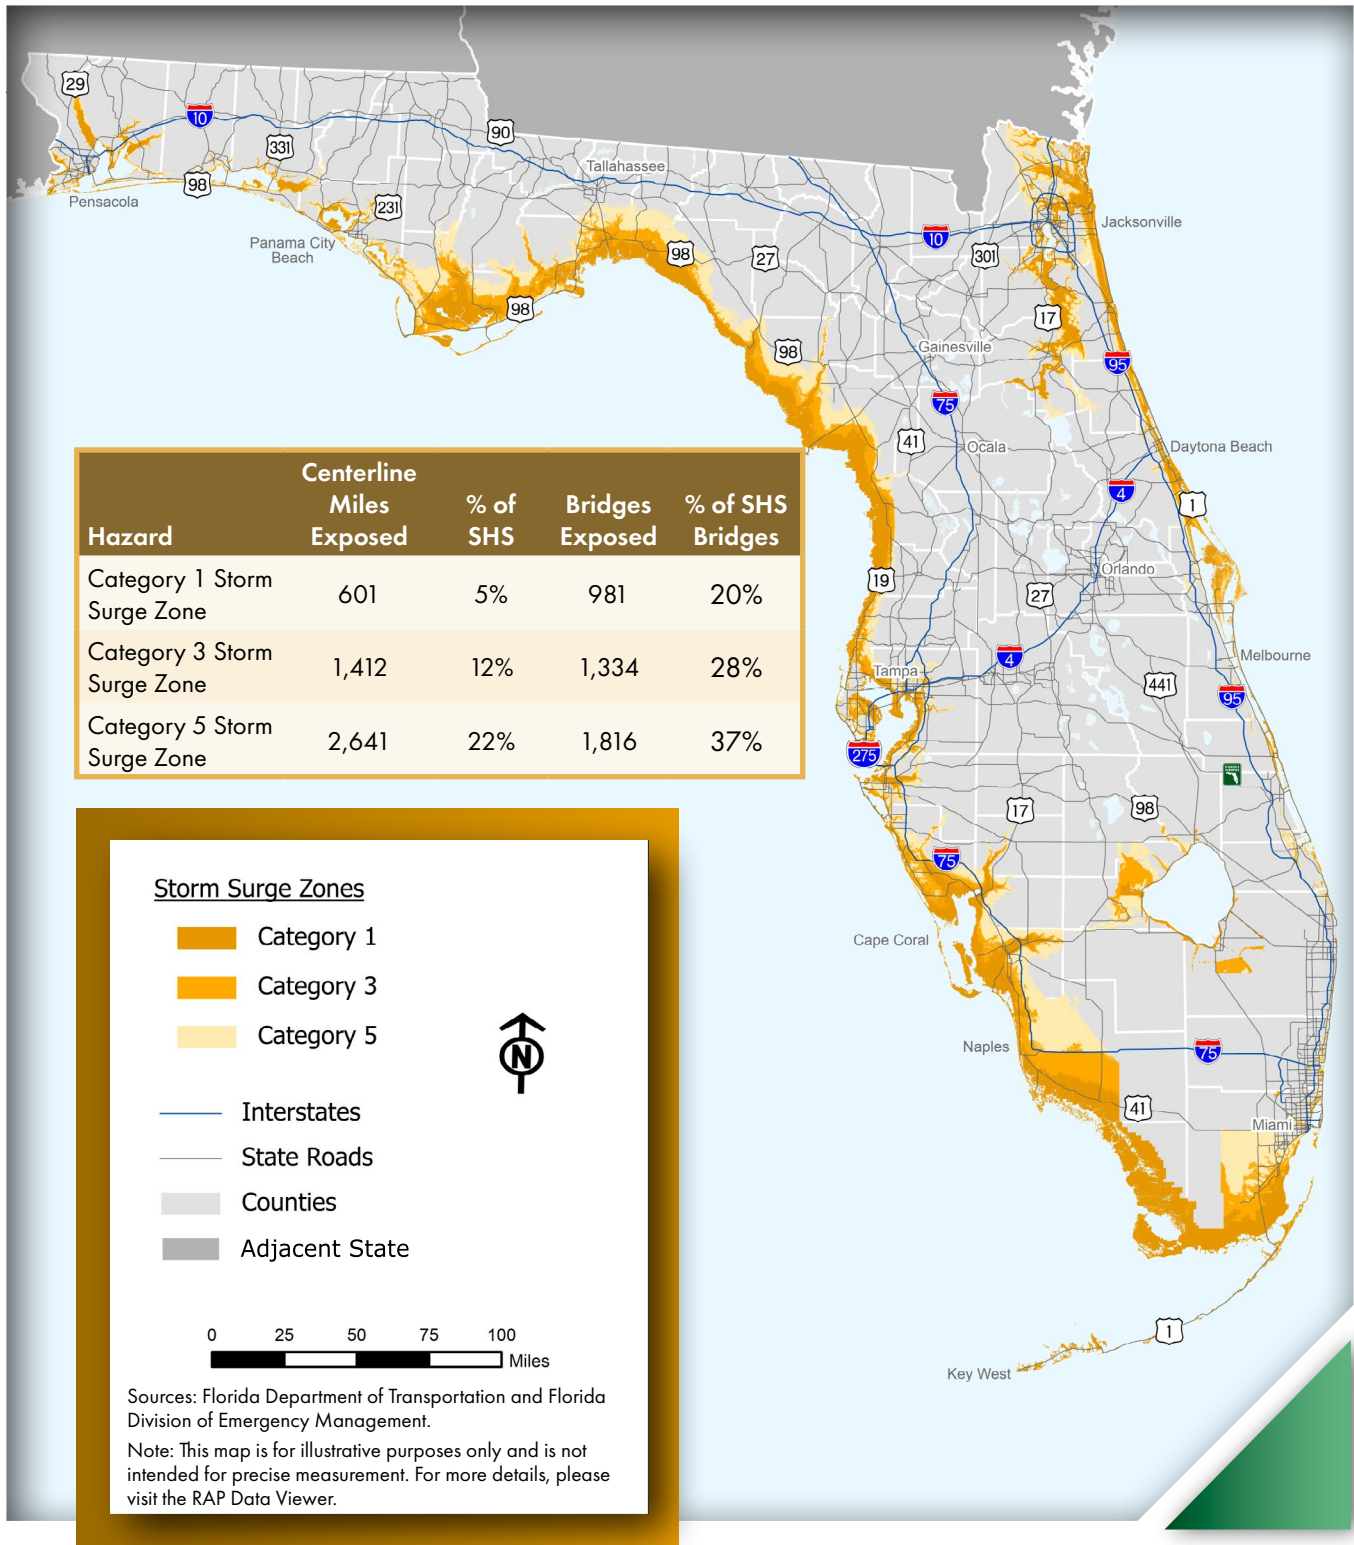 29
10
331
90
98
Tallahassee
Pensacola
231
Jacksonville
Panama City
Beach
10
98
27
301
98
17
98
Gainesville
95
75
41
Ocala
Daytona Beach
4
1
Hazard
Centerline
Miles
Exposed
% of
SHS
Bridges
Exposed
% of SHS
Bridges
Category 1 Storm
Surge Zone
601
5%
981
20%
Category 3 Storm
Surge Zone
1,412
12%
1,334
28%
Category 5 Storm
Surge Zone
2,641
22%
1,816
37%
19
Orlando
27
4
Melbourne
Tampa
441
95
275
17
98
75
Cape Coral
Naples
75
41
Miami
1
Key West
Storm Surge Zones
Category 1
Category 3
Category 5
N
Interstates
State Roads
Counties
Adjacent State
0 25 50 75 100
Miles
Sources: Florida Department of Transportation and Florida
Division of Emergency Management.
Note: This map is for illustrative purposes only and is not
intended for precise measurement. For more details, please
visit the RAP Data Viewer.